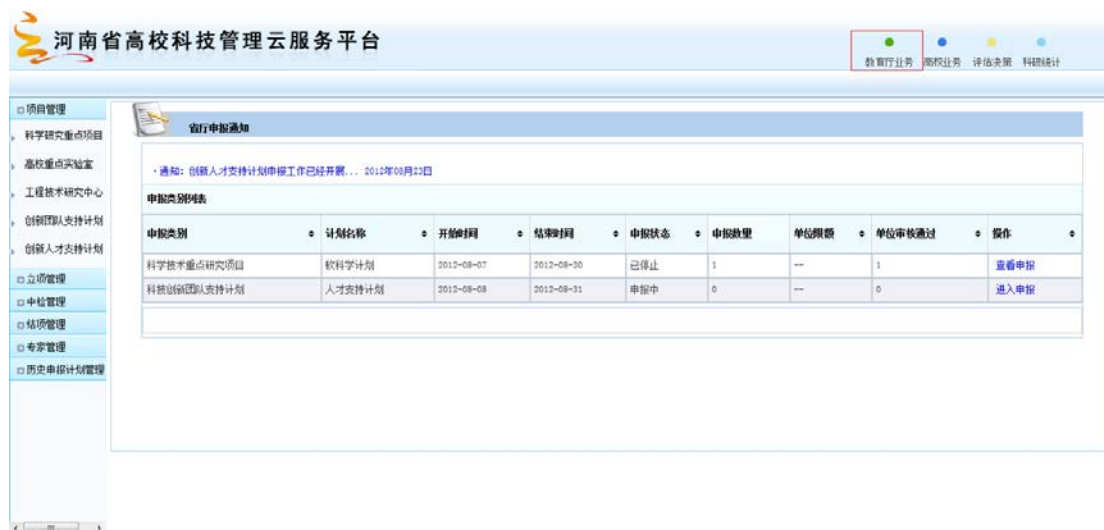 河南省高校科技管理云服务平台
教育厅业务 高校业务 评估决策 科研统计
项目管理
科学研究重点项目
高校重点实验室
工程技术研究中心
创新团队支持计划
创新人才支持计划
立项管理
中检管理
结项管理
专家管理
历史申报计划管理
省厅申报通知
·通知：创新人才支持计划申报工作已经开展... 2012年08月23日
申报类别列表
申报类别 计划名称 开始时间 结束时间 申报状态 申报数量 单位限额 单位审核通过 操作
科学技术重点研究项目 软科学计划 2012-08-07 2012-08-30 已停止 1 -- 1 查看申报
科技创新团队支持计划 人才支持计划 2012-08-08 2012-08-31 申报中 0 -- 0 进入申报